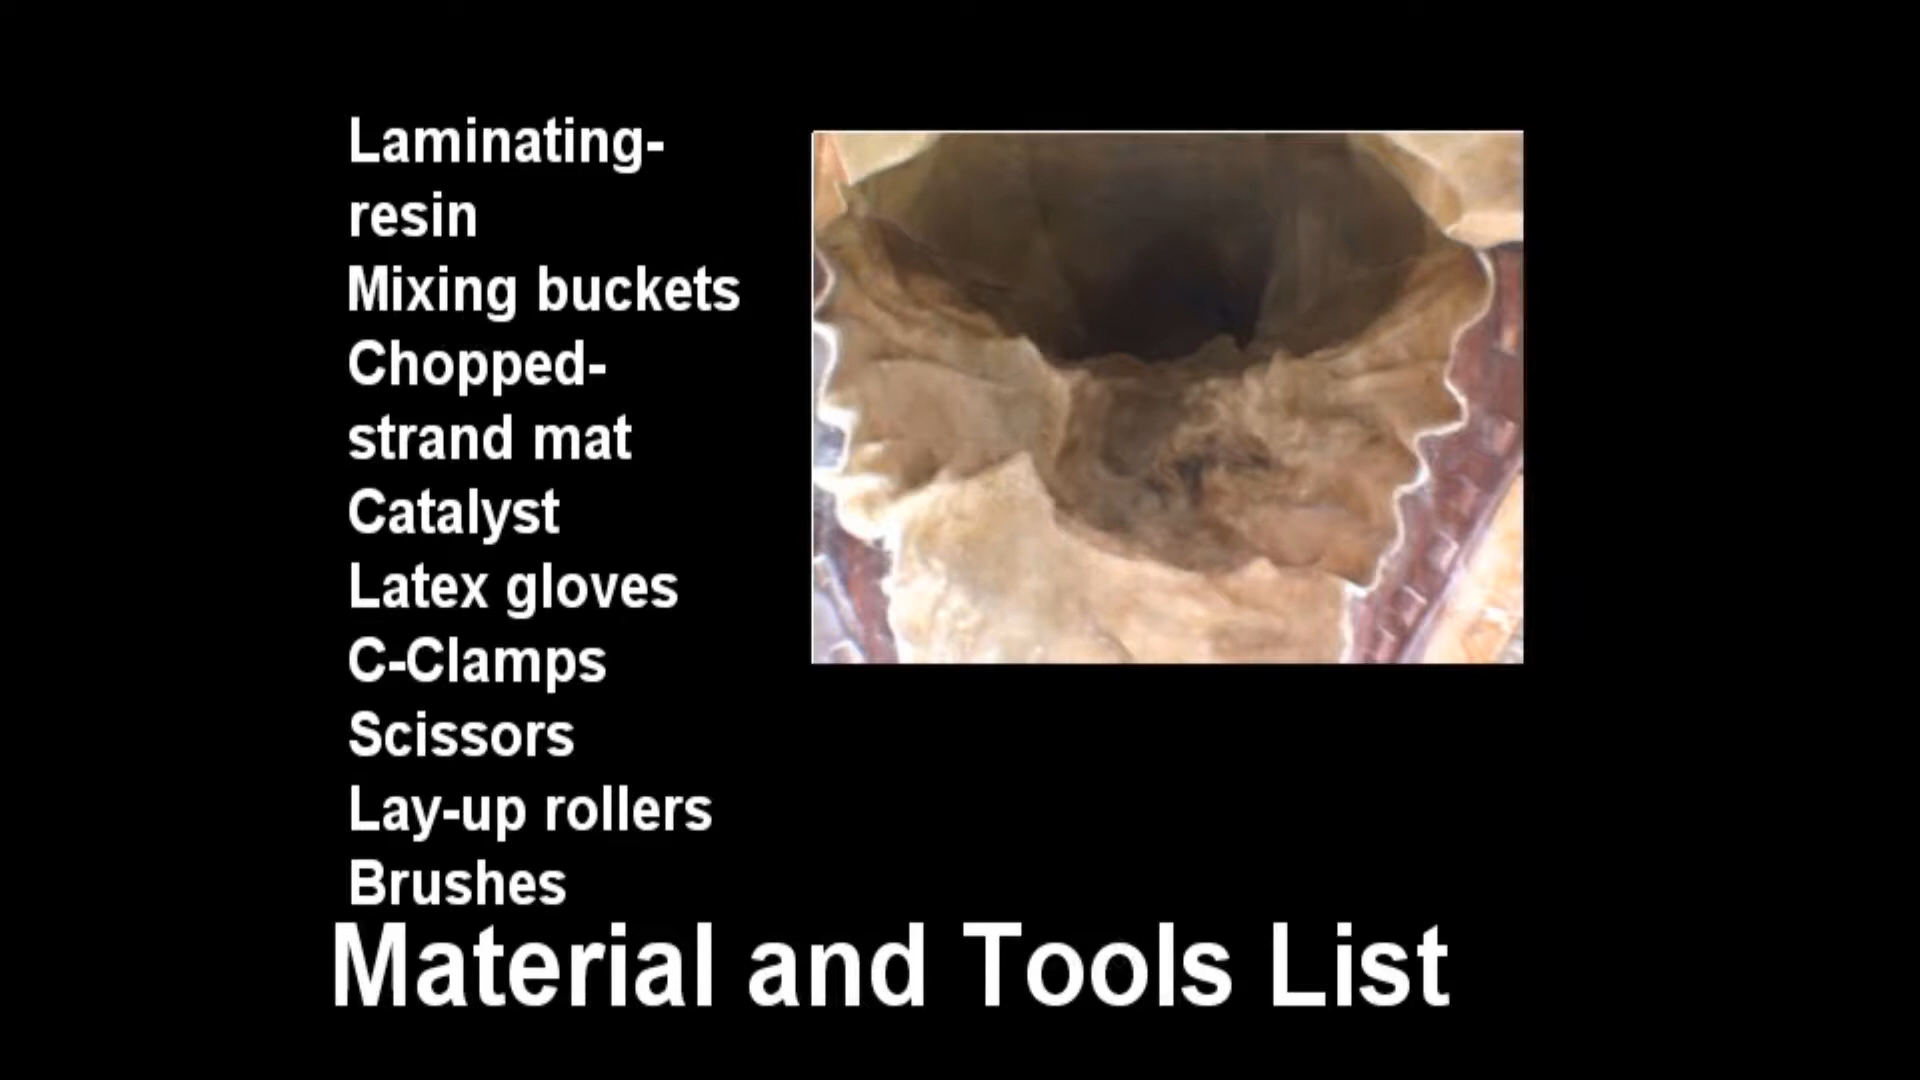 Laminating-
resin
Mixing buckets
Chopped-
strand mat
Catalyst
Latex gloves
C-Clamps
Scissors
Lay-up rollers
Brushes
Material and Tools List